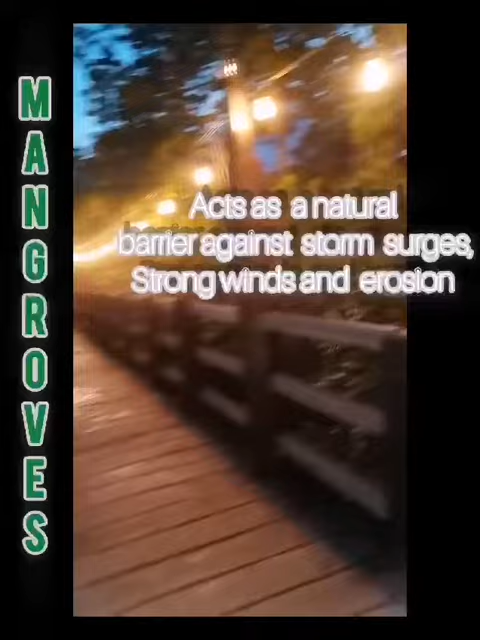 MANGROVES
Acts as a natural
barrier against storm surges,
Strong winds and erosion